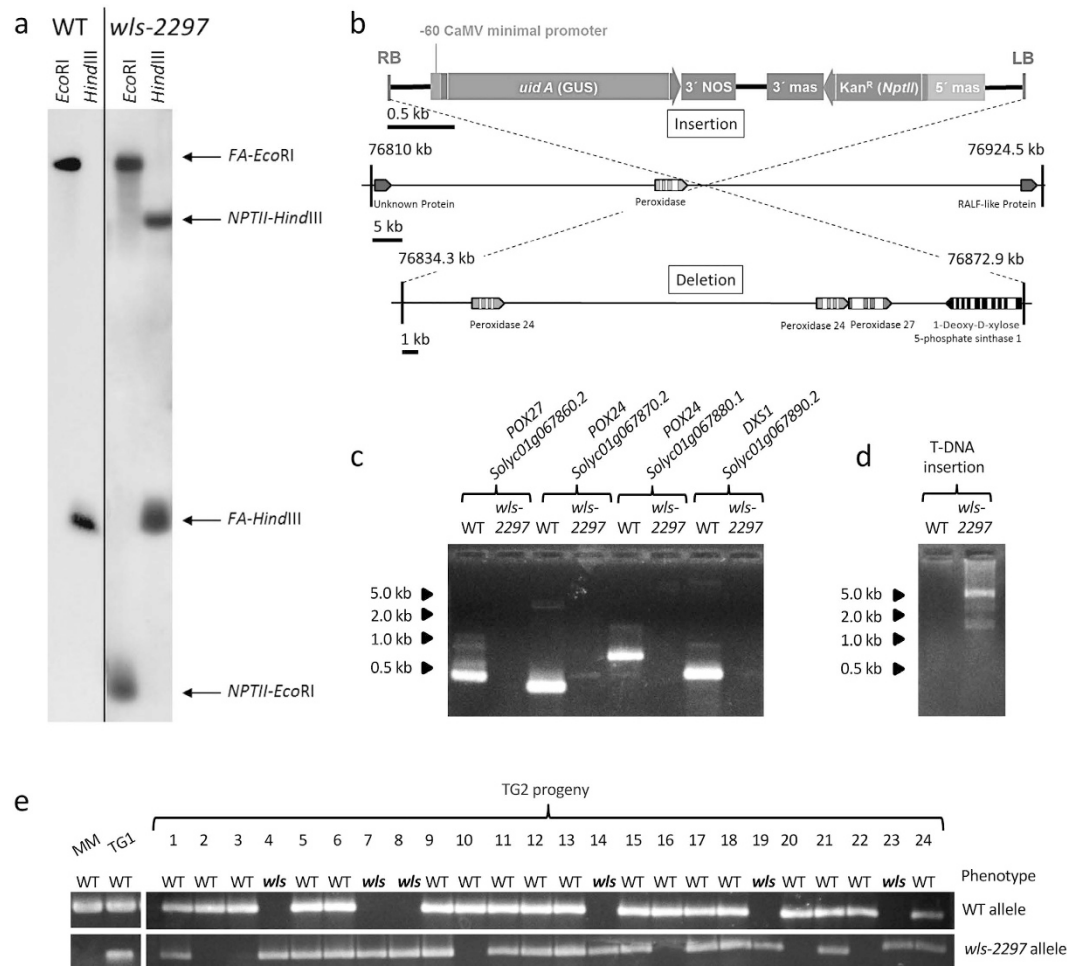 a
WT
wls-2297
EcoRI
HindIII
EcoRI
HindIII
FA-EcoRI
NPTII-HindIII
FA-HindIII
NPTII-EcoRI
b
-60 CaMV minimal promoter
RB
LB
uid A (GUS)
3´ NOS
3´ mas
Kanᴿ (NptII)
5´ mas
0.5 kb
Insertion
76810 kb
76924.5 kb
Unknown Protein
Peroxidase
RALF-like Protein
5 kb
76834.3 kb
76872.9 kb
Deletion
Peroxidase 24
Peroxidase 24
Peroxidase 27
1-Deoxy-D-xylose
5-phosphate sinthase 1
1 kb
c
POX27
Solyc01g067860.2
POX24
Solyc01g067870.2
POX24
Solyc01g067880.1
DXS1
Solyc01g067890.2
WT
wls-
2297
WT
wls-
2297
WT
wls-
2297
WT
wls-
2297
5.0 kb
2.0 kb
1.0 kb
0.5 kb
d
T-DNA
insertion
WT
wls-
2297
5.0 kb
2.0 kb
1.0 kb
0.5 kb
e
TG2 progeny
MM TG1 1 2 3 4 5 6 7 8 9 10 11 12 13 14 15 16 17 18 19 20 21 22 23 24
WT WT WT WT WT wls WT WT wls wls WT WT WT WT WT wls WT WT WT WT wls WT WT WT wls WT Phenotype
WT allele
wls-2297 allele